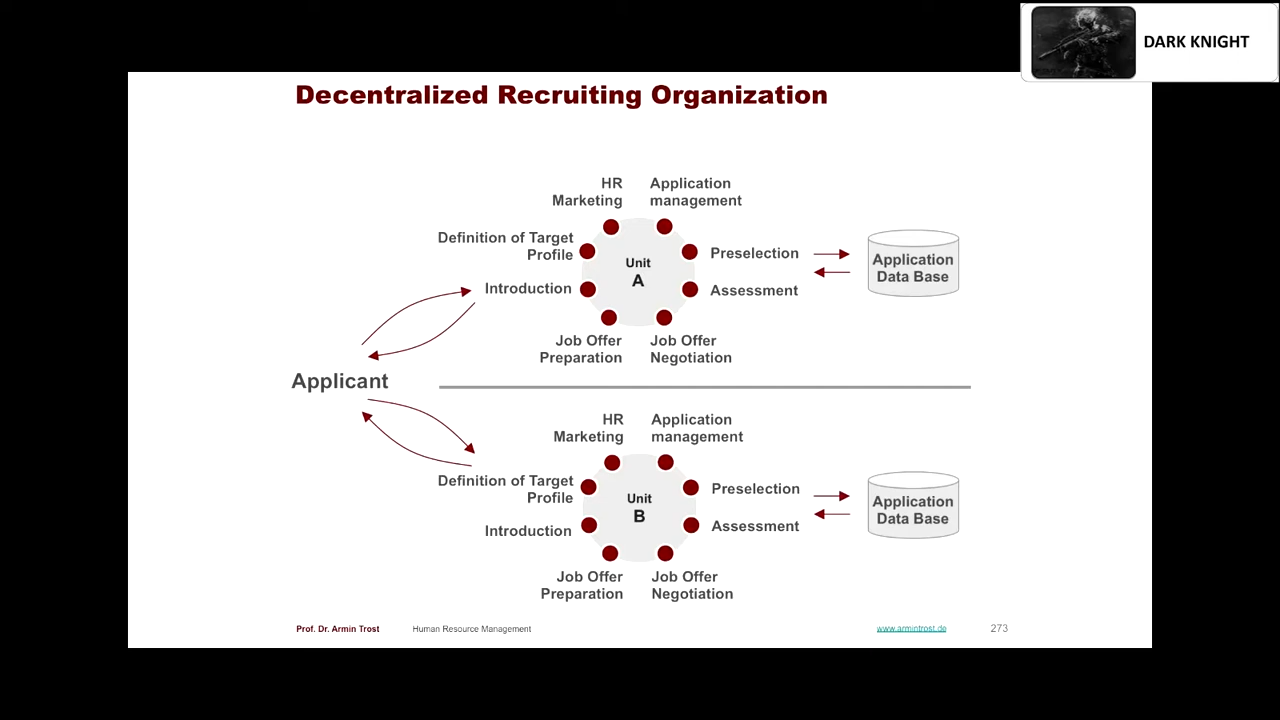 DARK KNIGHT
Decentralized Recruiting Organization
HR
Marketing
Application
management
Definition of Target
Profile
Unit
A
Preselection
Introduction
Assessment
Job Offer
Preparation
Job Offer
Negotiation
Application
Data Base
Applicant
HR
Marketing
Application
management
Definition of Target
Profile
Unit
B
Preselection
Introduction
Assessment
Job Offer
Preparation
Job Offer
Negotiation
Application
Data Base
Prof. Dr. Armin Trost
Human Resource Management
www.armintrost.de
273